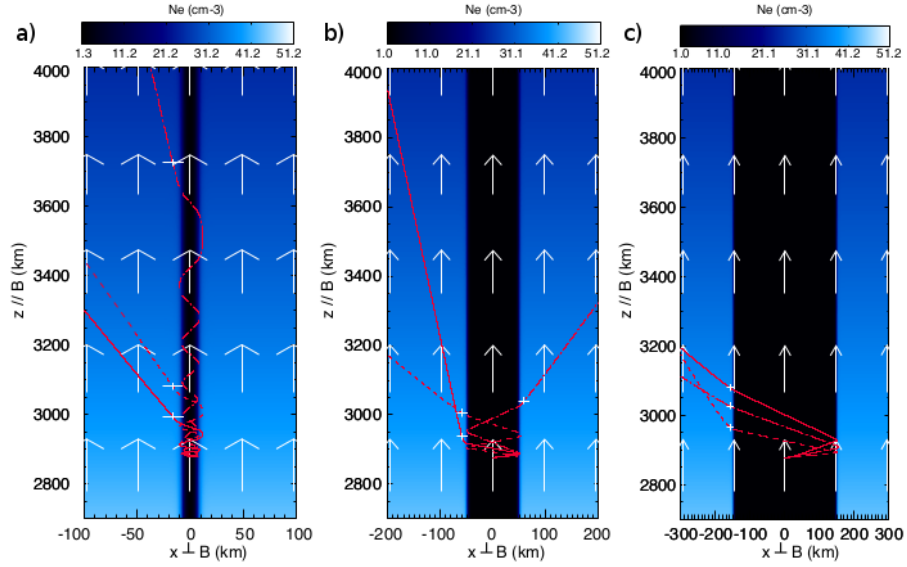 a) Ne (cm-3) b) Ne (cm-3) c) Ne (cm-3)
1.3 11.2 21.2 31.2 41.2 51.2 1.0 11.0 21.1 31.1 41.2 51.2 1.0 11.0 21.1 31.1 41.2 51.2
4000 4000 4000
3800 3800 3800
3600 3600 3600
z // B (km) z // B (km) z // B (km)
3400 3400 3400
3200 3200 3200
3000 3000 3000
2800 2800 2800
-100 -50 0 50 100 -200 -100 0 100 200 -300 -200 -100 0 100 200 300
x ⊥ B (km) x ⊥ B (km) x ⊥ B (km)